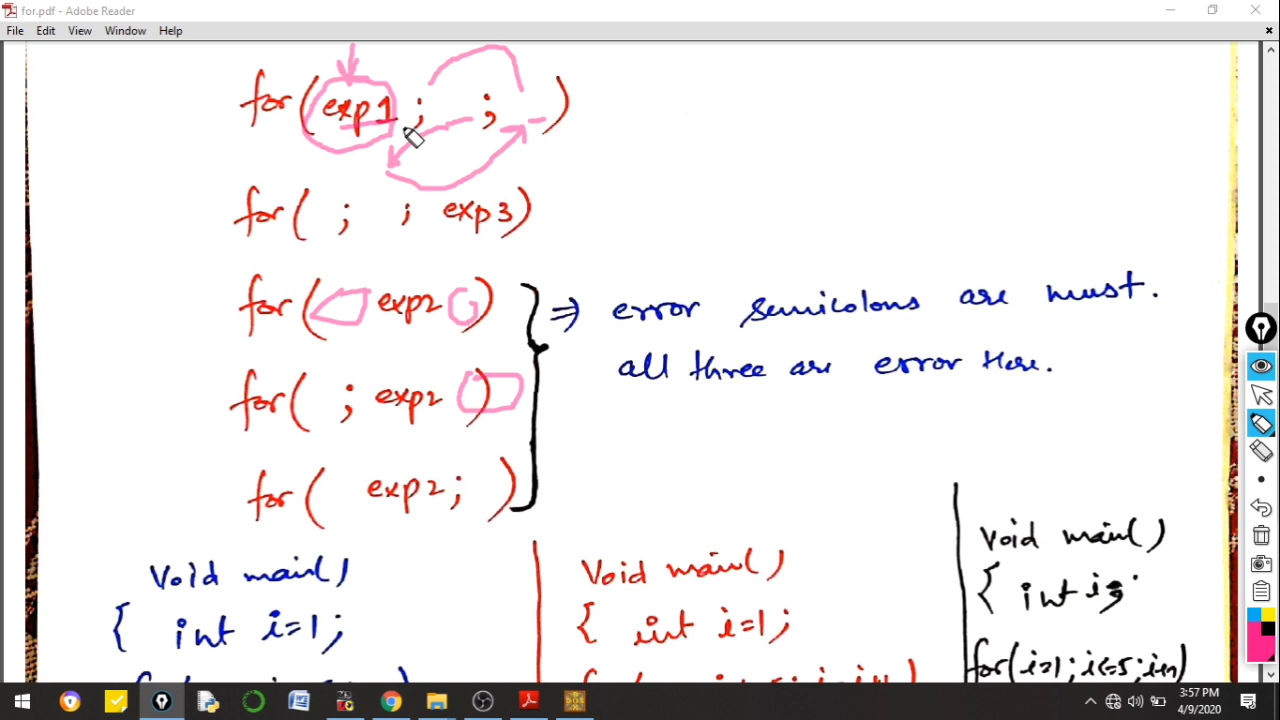 for.pdf - Adobe Reader
File Edit View Window Help
for(exp1 ; ; )
for( ; ; exp3)
for( exp2 )
for( ; exp2 )
for( exp2; )
} ⇒ error semicolons are must.
all three are error Here.
void main()
{ int i=1;
void main()
{ int i=1;
void main()
{ int i;
for(i=1; i<=5; i++)
3:57 PM
4/9/2020